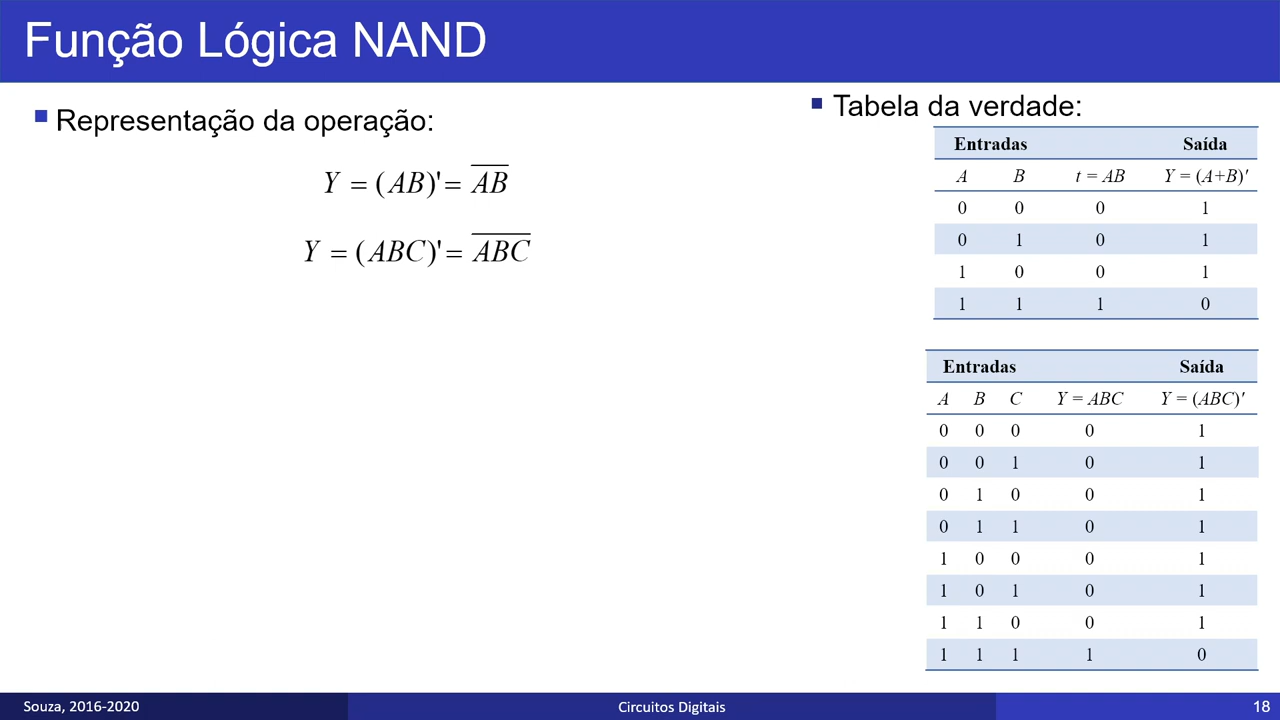 Função Lógica NAND
Representação da operação:
Y = (AB)'= \overline{AB}
Y = (ABC)'= \overline{ABC}
Tabela da verdade:
Entradas Saída
A B t = AB Y = (A+B)′
0 0 0 1
0 1 0 1
1 0 0 1
1 1 1 0
Entradas Saída
A B C Y = ABC Y = (ABC)′
0 0 0 0 1
0 0 1 0 1
0 1 0 0 1
0 1 1 0 1
1 0 0 0 1
1 0 1 0 1
1 1 0 0 1
1 1 1 1 0
Souza, 2016-2020 Circuitos Digitais 18